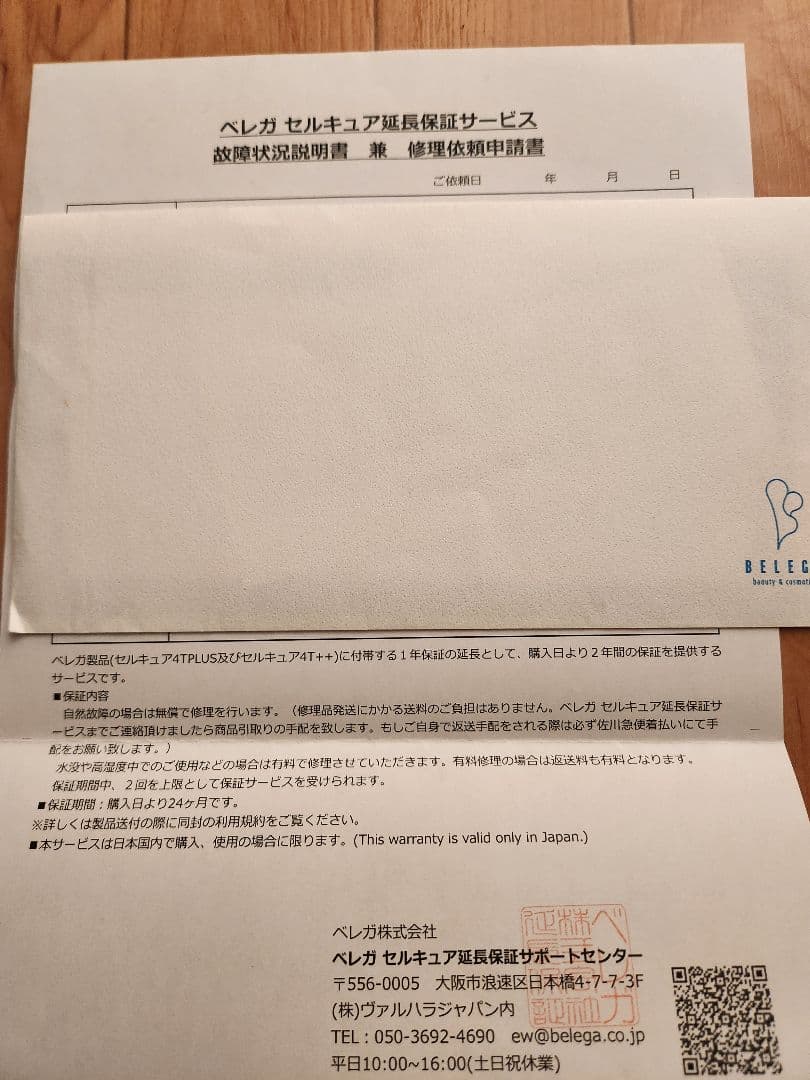 ベレガ セルキュア延長保証サービス
故障状況説明書　兼　修理依頼申請書
ご依頼日　　　年　　　月　　　日
BELEG
beauty & cosmeti
ベレガ製品(セルキュア4TPLUS及びセルキュア4T++)に付帯する１年保証の延長として、購入日より２年間の保証を提供する
サービスです。
■保証内容
自然故障の場合は無償で修理を行います。（修理品発送にかかる送料のご負担はありません。ベレガ セルキュア延長保証サ
ービスまでご連絡頂けましたら商品引取りの手配を致します。もしご自身で返送手配をされる際は必ず佐川急便着払いにて手
配をお願い致します。）
水没や高湿度中でのご使用などの場合は有料で修理させていただきます。有料修理の場合は返送料も有料となります。
保証期間中、２回を上限として保証サービスを受けられます。
■保証期間：購入日より24ヶ月です。
※詳しくは製品送付の際に同封の利用規約をご覧ください。
■本サービスは日本国内で購入、使用の場合に限ります。(This warranty is valid only in Japan.)
ベレガ株式会社
ベレガ セルキュア延長保証サポートセンター
〒556-0005　大阪市浪速区日本橋4-7-7-3F
(株)ヴァルハラジャパン内
TEL：050-3692-4690　ew@belega.co.jp
平日10:00~16:00(土日祝休業)